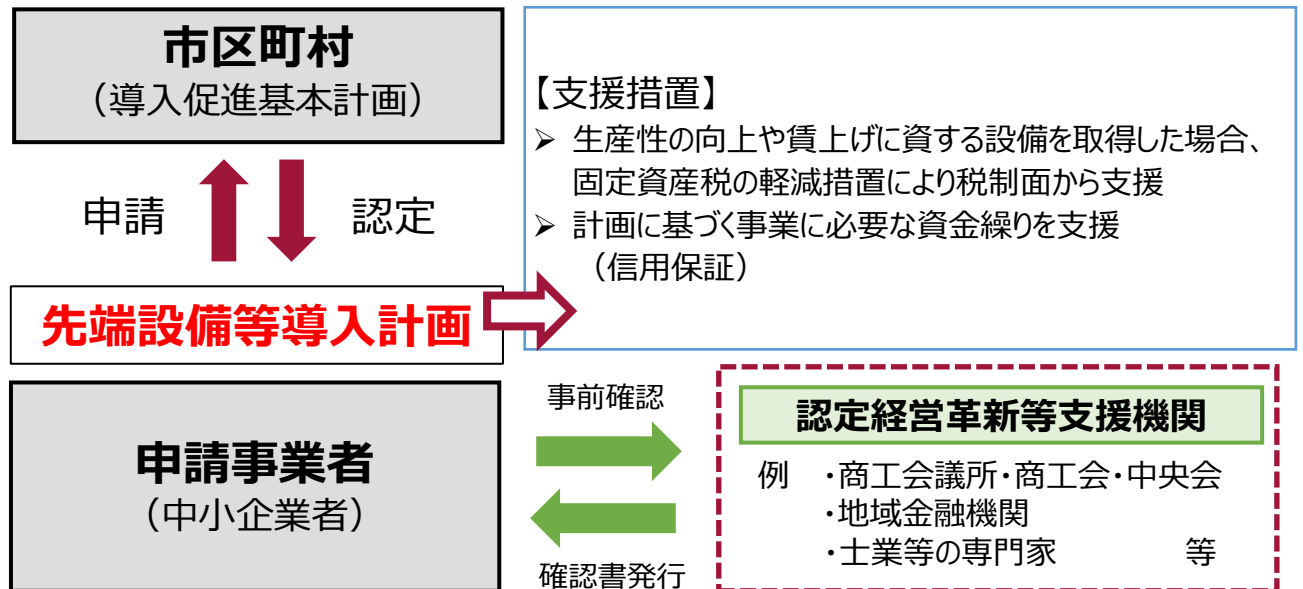 市区町村
（導入促進基本計画）
申請
認定
先端設備等導入計画
【支援措置】
➢ 生産性の向上や賃上げに資する設備を取得した場合、
固定資産税の軽減措置により税制面から支援
➢ 計画に基づく事業に必要な資金繰りを支援
（信用保証）
申請事業者
（中小企業者）
事前確認
確認書発行
認定経営革新等支援機関
例 ・商工会議所・商工会・中央会
・地域金融機関
・士業等の専門家 等